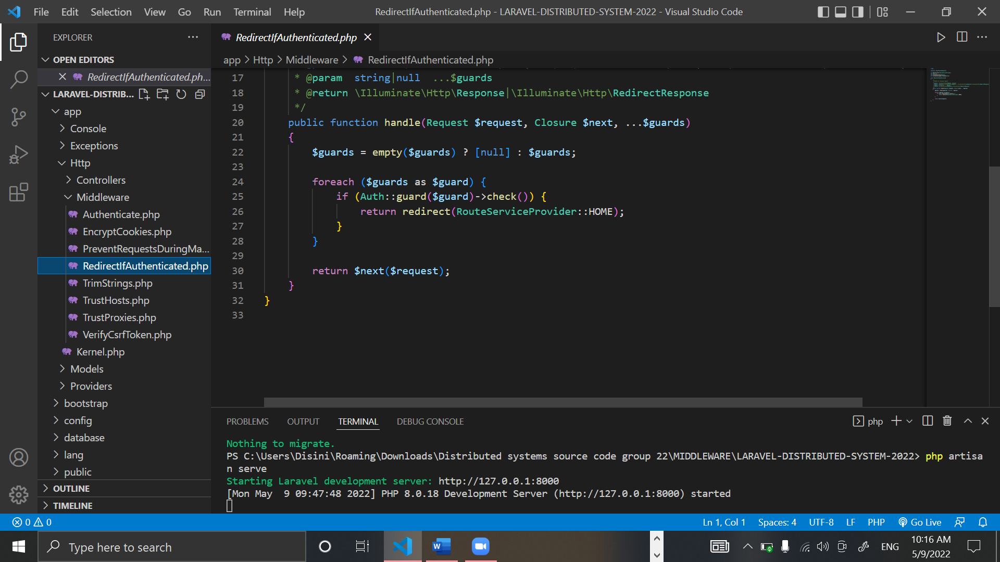 File Edit Selection View Go Run Terminal Help
RedirectIfAuthenticated.php - LARAVEL-DISTRIBUTED-SYSTEM-2022 - Visual Studio Code
EXPLORER
OPEN EDITORS
RedirectIfAuthenticated.ph...
LARAVEL-DISTRIB...
app
Console
Exceptions
Http
Controllers
Middleware
Authenticate.php
EncryptCookies.php
PreventRequestsDuringMa...
RedirectIfAuthenticated.php
TrimStrings.php
TrustHosts.php
TrustProxies.php
VerifyCsrfToken.php
Kernel.php
Models
Providers
bootstrap
config
database
lang
public
OUTLINE
TIMELINE
RedirectIfAuthenticated.php
app > Http > Middleware > RedirectIfAuthenticated.php
17 * @param  string|null  ...$guards
18 * @return \Illuminate\Http\Response|\Illuminate\Http\RedirectResponse
19 */
20 public function handle(Request $request, Closure $next, ...$guards)
21 {
22 $guards = empty($guards) ? [null] : $guards;
23
24 foreach ($guards as $guard) {
25 if (Auth::guard($guard)->check()) {
26 return redirect(RouteServiceProvider::HOME);
27 }
28 }
29
30 return $next($request);
31 }
32 }
33
PROBLEMS OUTPUT TERMINAL DEBUG CONSOLE
php
Nothing to migrate.
PS C:\Users\Disini\Roaming\Downloads\Distributed systems source code group 22\MIDDLEWARE\LARAVEL-DISTRIBUTED-SYSTEM-2022> php artisa
n serve
Starting Laravel development server: http://127.0.0.1:8000
[Mon May  9 09:47:48 2022] PHP 8.0.18 Development Server (http://127.0.0.1:8000) started
0 0
Ln 1, Col 1 Spaces: 4 UTF-8 LF PHP Go Live
Type here to search
ENG
10:16 AM
5/9/2022